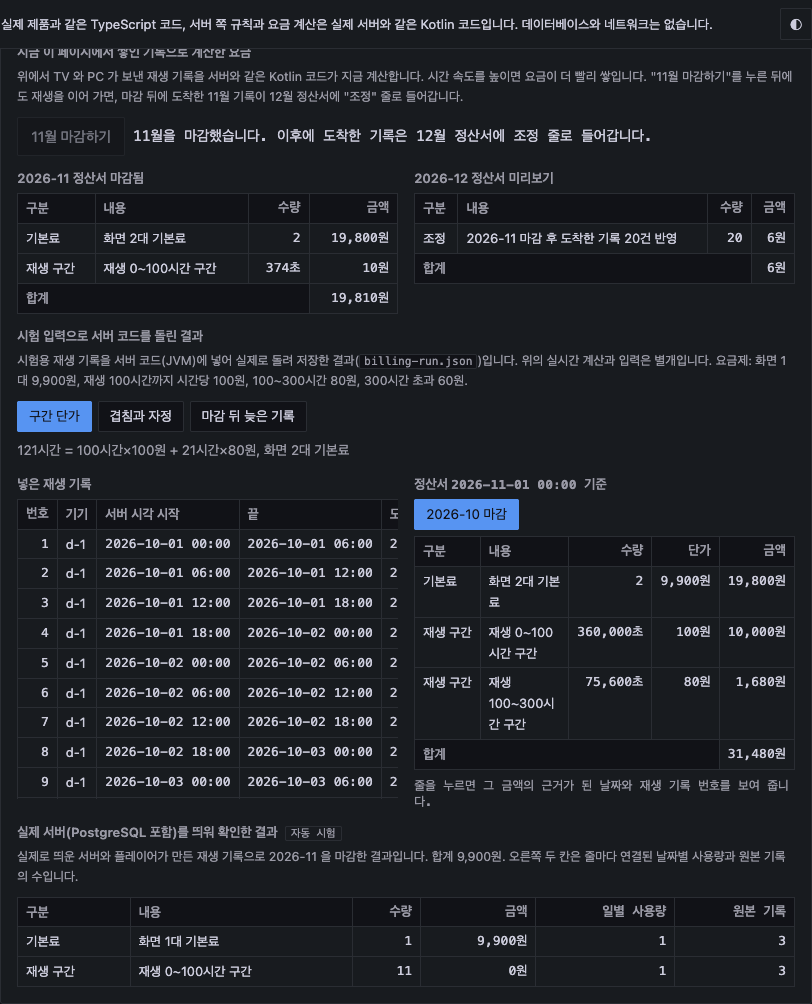 실제 제품과 같은 TypeScript 코드, 서버 쪽 규칙과 요금 계산은 실제 서버와 같은 Kotlin 코드입니다. 데이터베이스와 네트워크는 없습니다.
지금 이 페이지에서 쌓인 기록으로 계산한 요금
위에서 TV 와 PC 가 보낸 재생 기록을 서버와 같은 Kotlin 코드가 지금 계산합니다. 시간 속도를 높이면 요금이 더 빨리 쌓입니다. "11월 마감하기"를 누른 뒤에
도 재생을 이어 가면, 마감 뒤에 도착한 11월 기록이 12월 정산서에 "조정" 줄로 들어갑니다.
11월 마감하기 11월을 마감했습니다. 이후에 도착한 기록은 12월 정산서에 조정 줄로 들어갑니다.
2026-11 정산서 마감됨
구분 내용 수량 금액
기본료 화면 2대 기본료 2 19,800원
재생 구간 재생 0~100시간 구간 374초 10원
합계 19,810원
2026-12 정산서 미리보기
구분 내용 수량 금액
조정 2026-11 마감 후 도착한 기록 20건 반영 20 6원
합계 6원
시험 입력으로 서버 코드를 돌린 결과
시험용 재생 기록을 서버 코드(JVM)에 넣어 실제로 돌려 저장한 결과( billing-run.json )입니다. 위의 실시간 계산과 입력은 별개입니다. 요금제: 화면 1
대 9,900원, 재생 100시간까지 시간당 100원, 100~300시간 80원, 300시간 초과 60원.
구간 단가 겹침과 자정 마감 뒤 늦은 기록
121시간 = 100시간×100원 + 21시간×80원, 화면 2대 기본료
넣은 재생 기록
번호 기기 서버 시각 시작 끝
1 d-1 2026-10-01 00:00 2026-10-01 06:00 2
2 d-1 2026-10-01 06:00 2026-10-01 12:00 2
3 d-1 2026-10-01 12:00 2026-10-01 18:00 2
4 d-1 2026-10-01 18:00 2026-10-02 00:00 2
5 d-1 2026-10-02 00:00 2026-10-02 06:00 2
6 d-1 2026-10-02 06:00 2026-10-02 12:00 2
7 d-1 2026-10-02 12:00 2026-10-02 18:00 2
8 d-1 2026-10-02 18:00 2026-10-03 00:00 2
9 d-1 2026-10-03 00:00 2026-10-03 06:00 2
정산서 2026-11-01 00:00 기준
2026-10 마감
구분 내용 수량 단가 금액
기본료 화면 2대 기본
료 2 9,900원 19,800원
재생 구간 재생 0~100
시간 구간 360,000초 100원 10,000원
재생 구간 재생
100~300시
간 구간 75,600초 80원 1,680원
합계 31,480원
줄을 누르면 그 금액의 근거가 된 날짜와 재생 기록 번호를 보여 줍니
다.
실제 서버(PostgreSQL 포함)를 띄워 확인한 결과 자동 시험
실제로 띄운 서버와 플레이어가 만든 재생 기록으로 2026-11 을 마감한 결과입니다. 합계 9,900원. 오른쪽 두 칸은 줄마다 연결된 날짜별 사용량과 원본 기록
의 수입니다.
구분 내용 수량 금액 일별 사용량 원본 기록
기본료 화면 1대 기본료 1 9,900원 1 3
재생 구간 재생 0~100시간 구간 11 0원 1 3